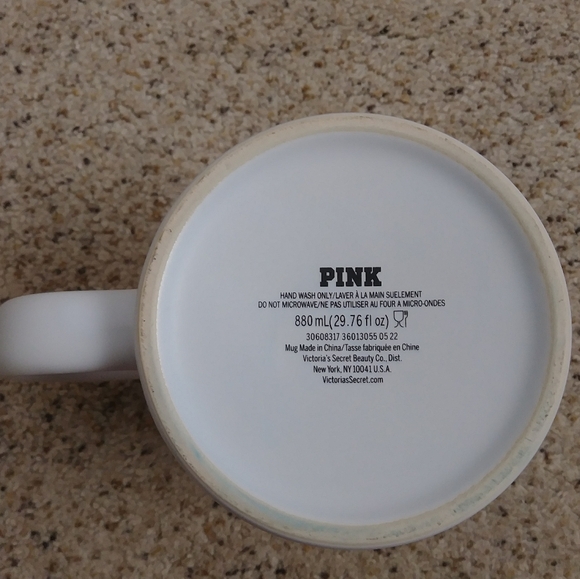 PINK
HAND WASH ONLY/LAVER À LA MAIN SUELEMENT
DO NOT MICROWAVE/NE PAS UTILISER AU FOUR A MICRO-ONDES
880 mL(29.76 fl oz)
30608317 36013055 05 22
Mug Made in China/Tasse fabriquée en Chine
Victoria's Secret Beauty Co., Dist.
New York, NY 10041 U.S.A.
VictoriasSecret.com